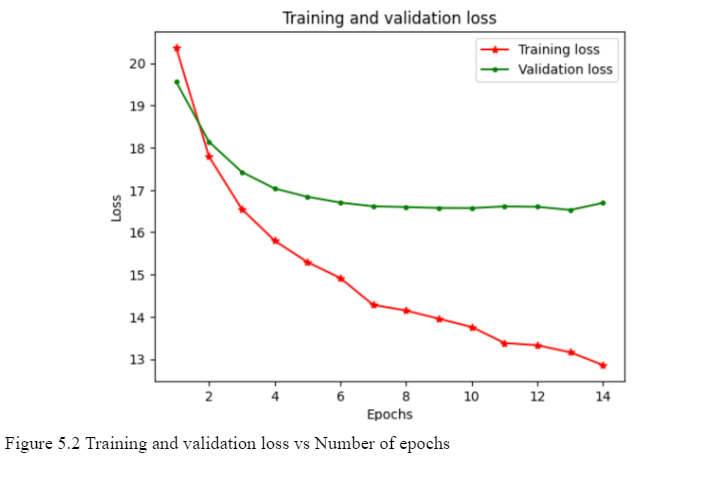 Training and validation loss
Training loss
Validation loss
20
19
18
17
16
15
14
13
Loss
2 4 6 8 10 12 14
Epochs
Figure 5.2 Training and validation loss vs Number of epochs